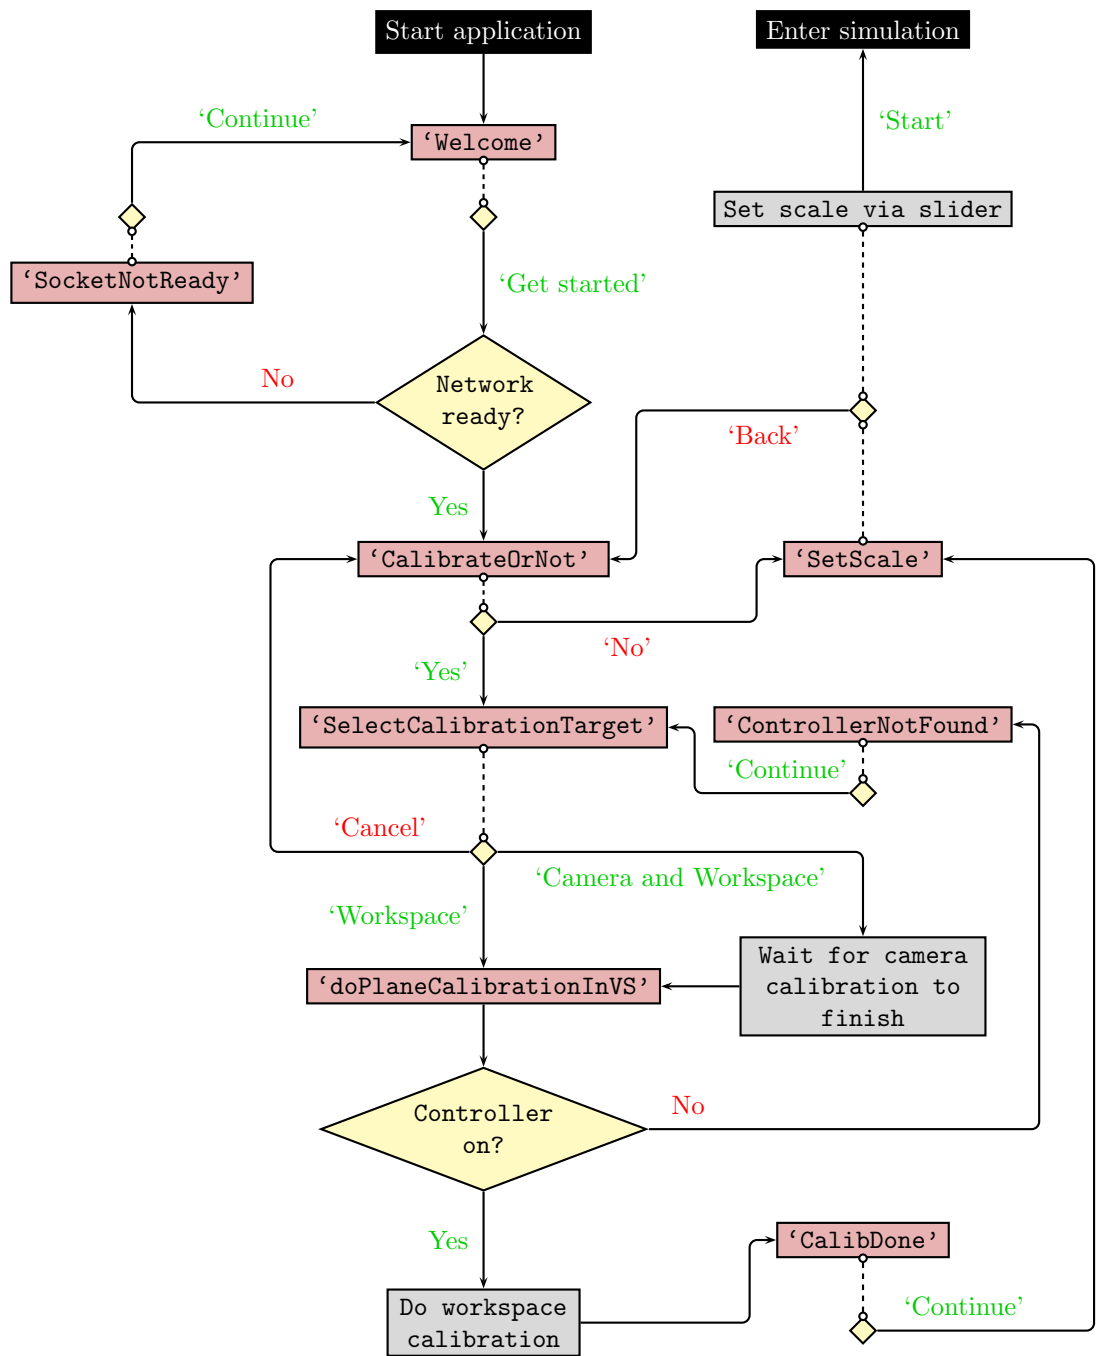 Start application
Enter simulation
‘Continue’
‘Start’
‘Welcome’
Set scale via slider
‘SocketNotReady’
‘Get started’
No
Network
ready?
‘Back’
Yes
‘CalibrateOrNot’
‘SetScale’
‘No’
‘Yes’
‘SelectCalibrationTarget’
‘ControllerNotFound’
‘Continue’
‘Cancel’
‘Camera and Workspace’
‘Workspace’
Wait for camera
calibration to
finish
‘doPlaneCalibrationInVS’
No
Controller
on?
Yes
‘CalibDone’
‘Continue’
Do workspace
calibration